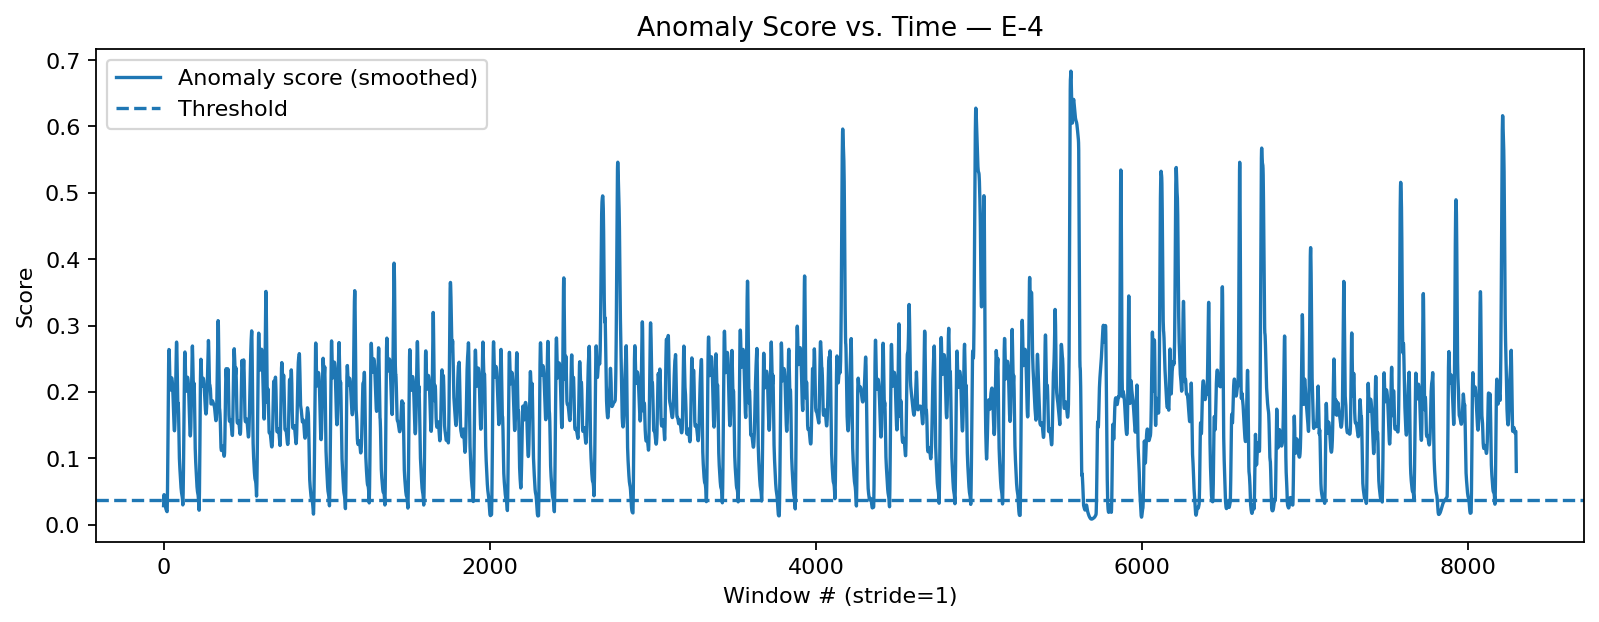 Anomaly Score vs. Time — E-4
Anomaly score (smoothed)
Threshold
Score
0.7
0.6
0.5
0.4
0.3
0.2
0.1
0.0
0 2000 4000 6000 8000
Window # (stride=1)